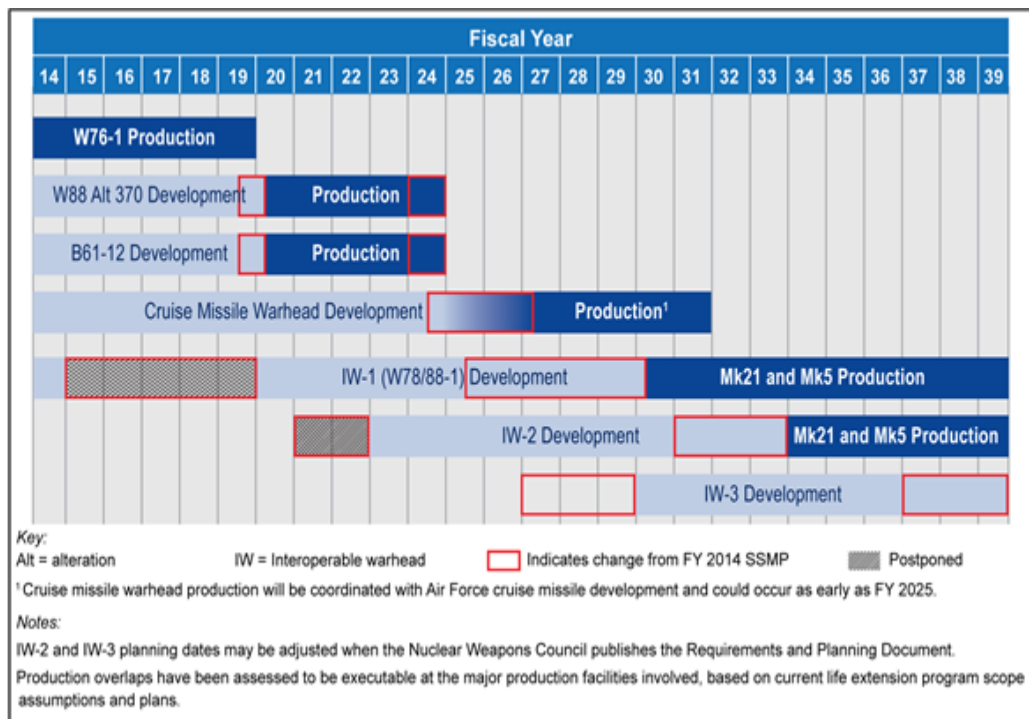 Fiscal Year
14 15 16 17 18 19 20 21 22 23 24 25 26 27 28 29 30 31 32 33 34 35 36 37 38 39
W76-1 Production
W88 Alt 370 Development Production
B61-12 Development Production
Cruise Missile Warhead Development Production¹
IW-1 (W78/88-1) Development Mk21 and Mk5 Production
IW-2 Development Mk21 and Mk5 Production
IW-3 Development
Key:
Alt = alteration IW = Interoperable warhead Indicates change from FY 2014 SSMP Postponed
¹ Cruise missile warhead production will be coordinated with Air Force cruise missile development and could occur as early as FY 2025.
Notes:
IW-2 and IW-3 planning dates may be adjusted when the Nuclear Weapons Council publishes the Requirements and Planning Document.
Production overlaps have been assessed to be executable at the major production facilities involved, based on current life extension program scope
assumptions and plans.